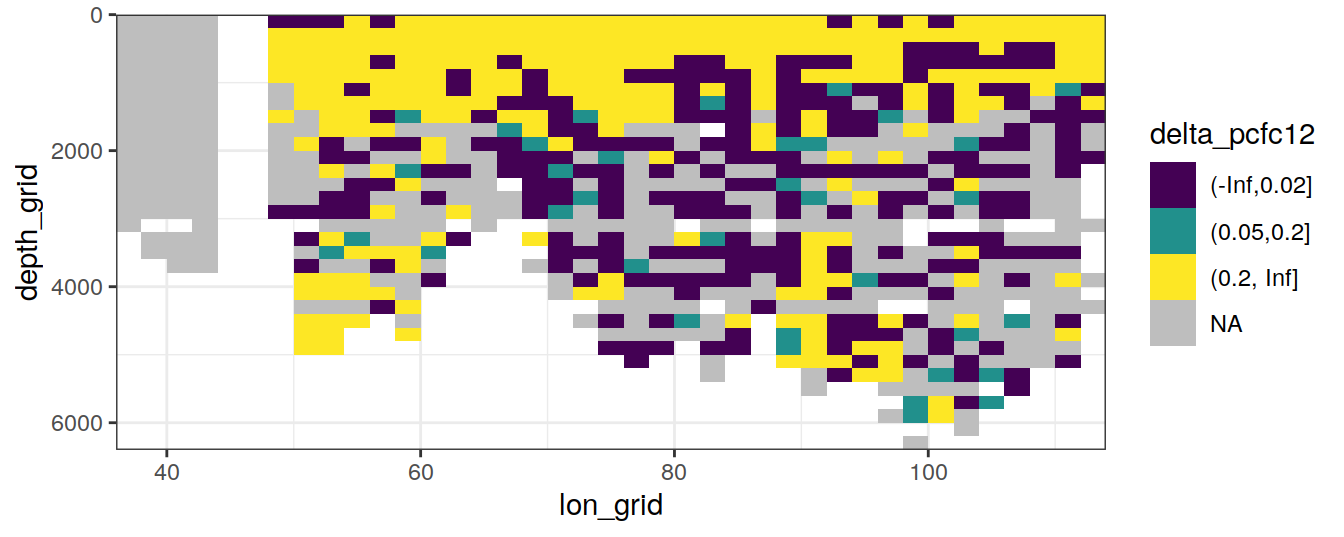 0
2000
4000
6000
depth_grid
40
60
80
100
lon_grid
delta_pcfc12
(-Inf,0.02]
(0.05,0.2]
(0.2, Inf]
NA